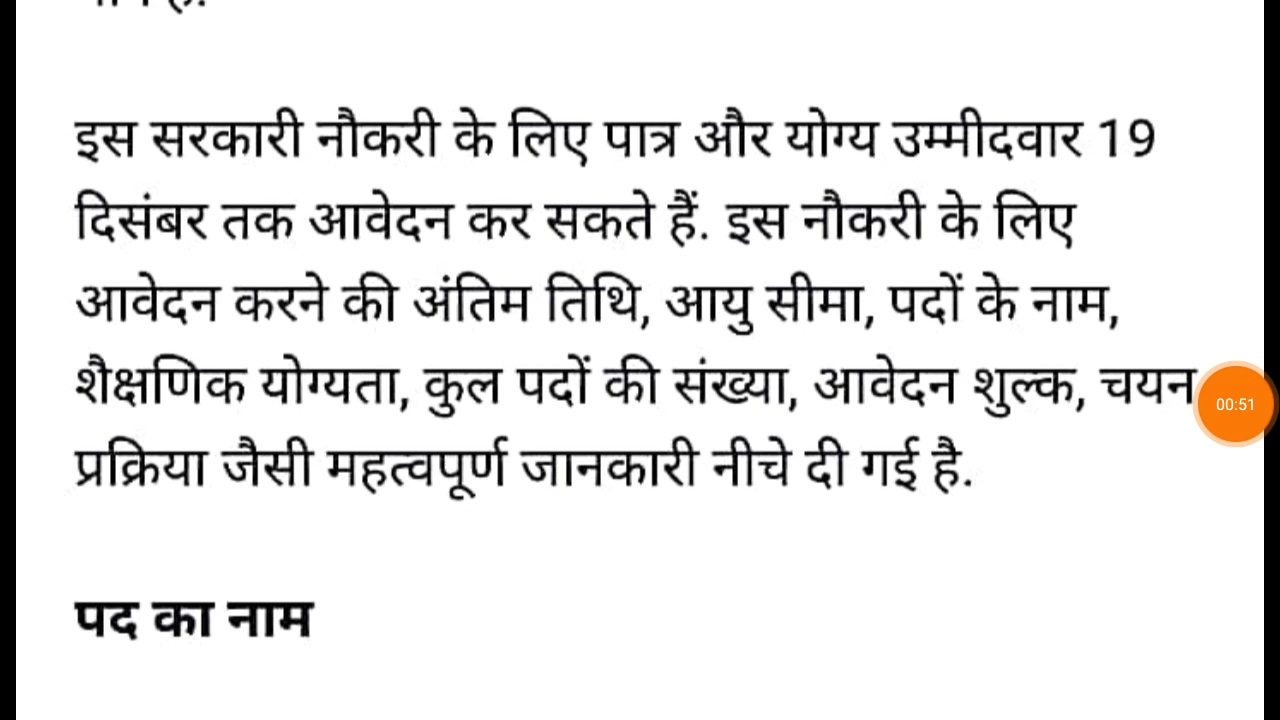 इस सरकारी नौकरी के लिए पात्र और योग्य उम्मीदवार 19
दिसंबर तक आवेदन कर सकते हैं. इस नौकरी के लिए
आवेदन करने की अंतिम तिथि, आयु सीमा, पदों के नाम,
शैक्षणिक योग्यता, कुल पदों की संख्या, आवेदन शुल्क, चयन
00:51
प्रक्रिया जैसी महत्वपूर्ण जानकारी नीचे दी गई है.
पद का नाम